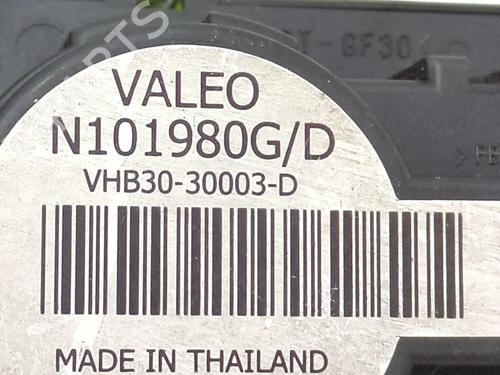 VALEO
N101980G/D
VHB30-30003-D
MADE IN THAILAND